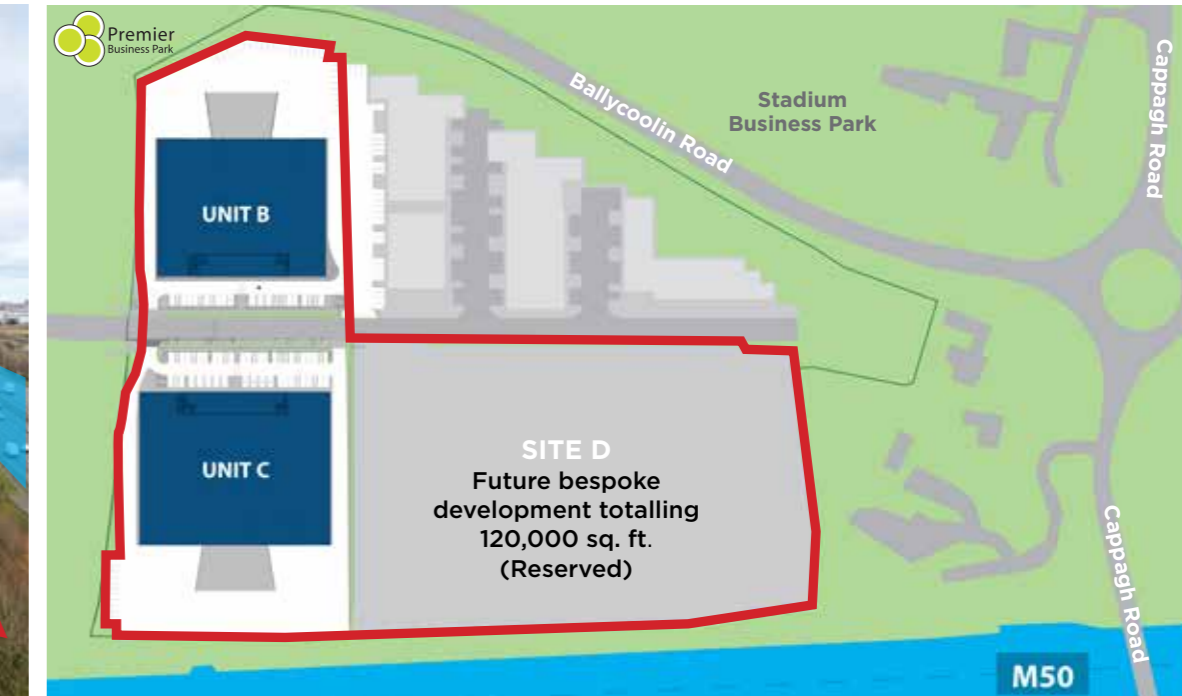 Premier
Business Park
Ballycoolin Road
Stadium
Business Park
Cappagh Road
UNIT B
UNIT C
SITE D
Future bespoke
development totalling
120,000 sq. ft.
(Reserved)
Cappagh Road
M50